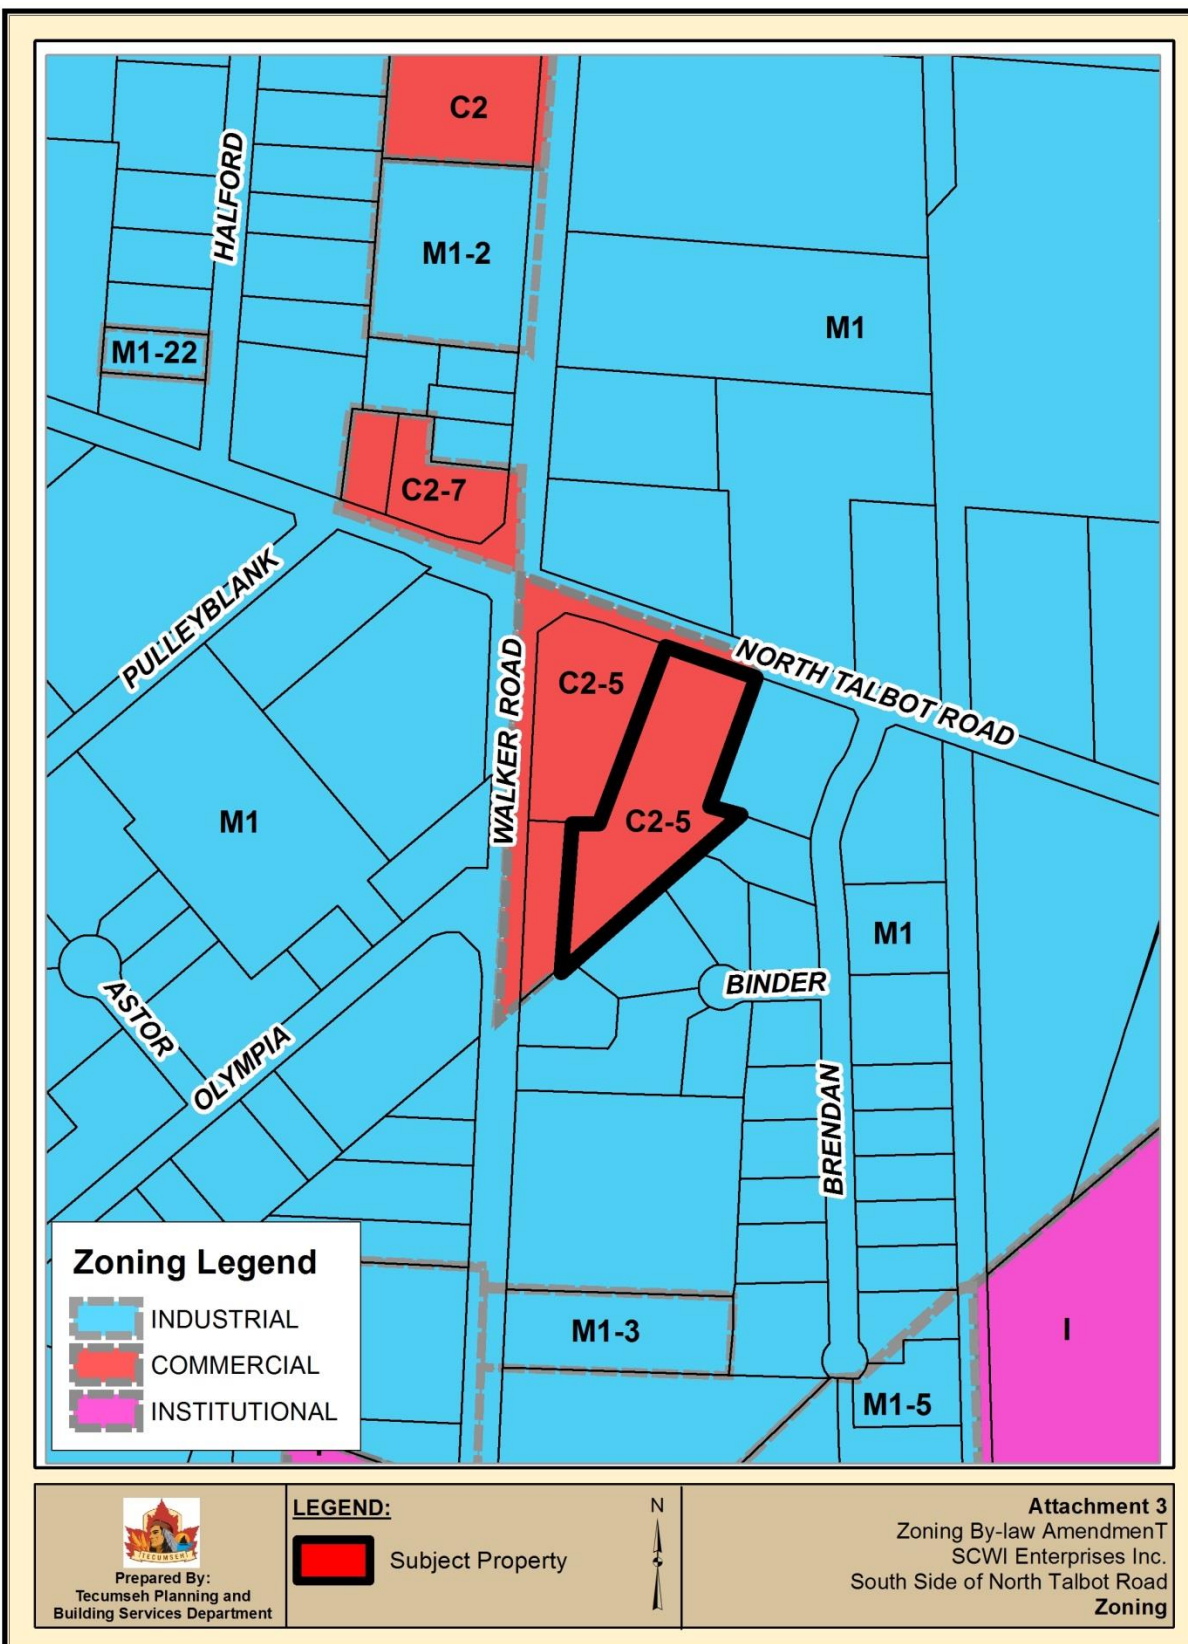 C2
HALFORD
M1-2
M1
M1-22
C2-7
PULLEYBLANK
WALKER ROAD
NORTH TALBOT ROAD
C2-5
C2-5
M1
M1
ASTOR
OLYMPIA
BINDER
BRENDAN
Zoning Legend
INDUSTRIAL
COMMERCIAL
INSTITUTIONAL
M1-3
I
M1-5
TECUMSEH
Prepared By:
Tecumseh Planning and
Building Services Department
LEGEND:
Subject Property
N
Attachment 3
Zoning By-law AmendmenT
SCWI Enterprises Inc.
South Side of North Talbot Road
Zoning